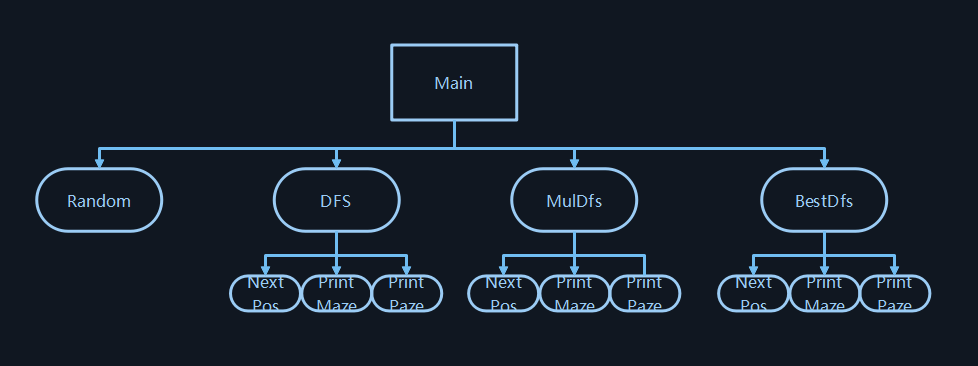 Main
Random
DFS
MulDfs
BestDfs
Next
Pos
Print
Maze
Print
Paze
Next
Pos
Print
Maze
Print
Paze
Next
Pos
Print
Maze
Print
Paze